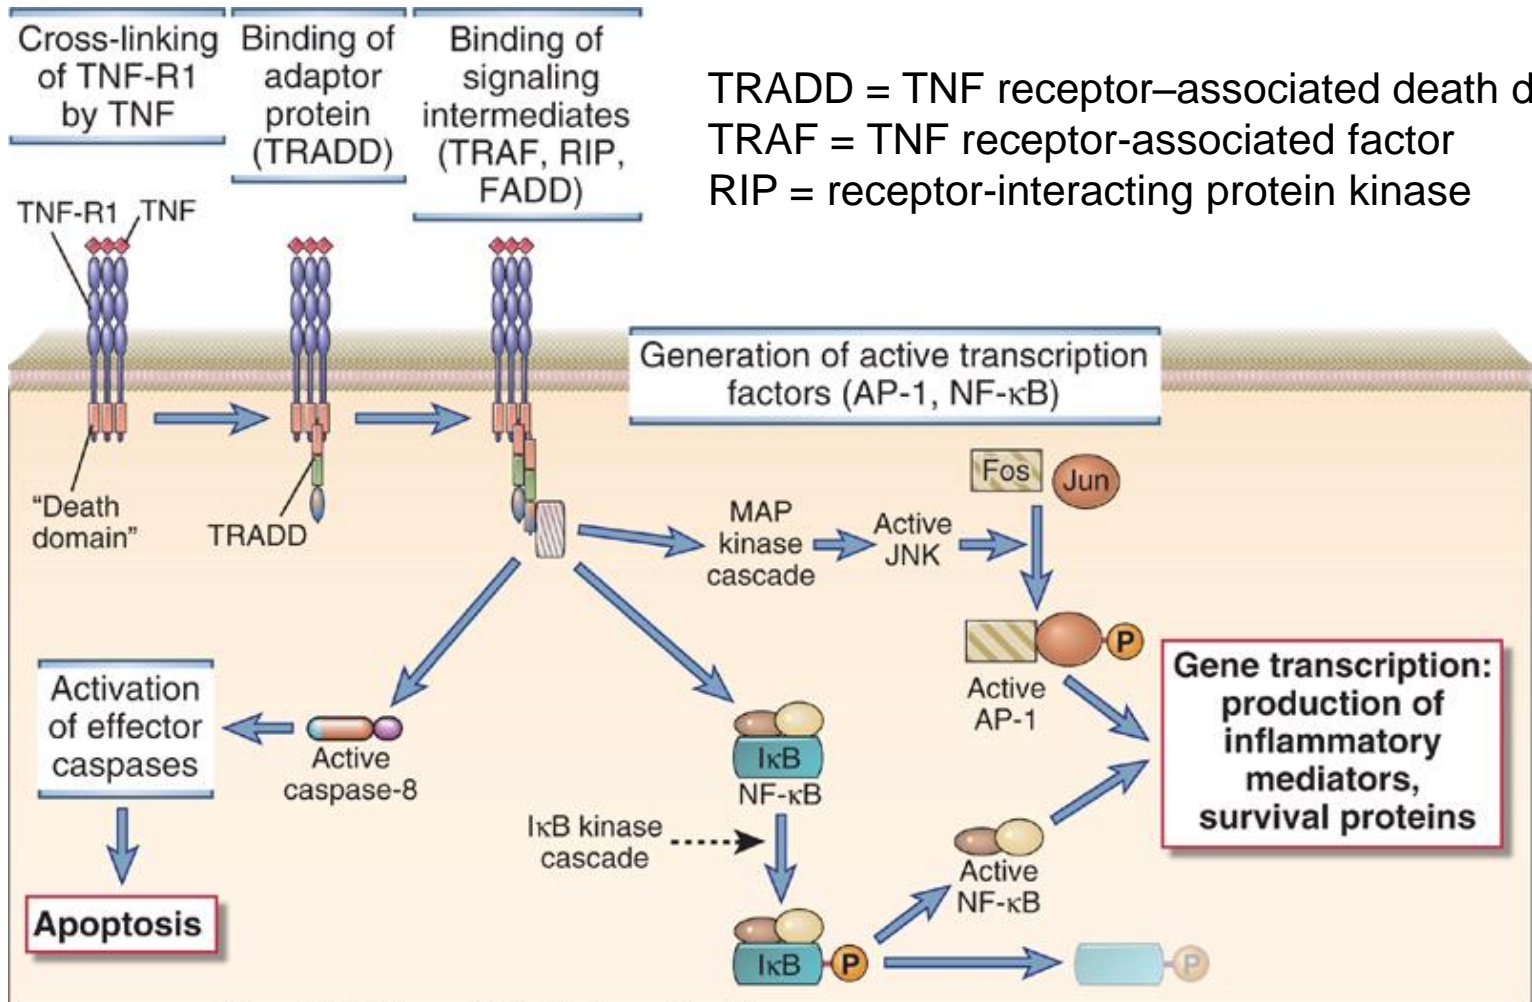 Cross-linking
of TNF-R1
by TNF
Binding of
adaptor
protein
(TRADD)
Binding of
signaling
intermediates
(TRAF, RIP,
FADD)
TRADD = TNF receptor–associated death d
TRAF = TNF receptor-associated factor
RIP = receptor-interacting protein kinase
TNF-R1
TNF
Generation of active transcription
factors (AP-1, NF-κB)
"Death
domain"
TRADD
MAP
kinase
cascade
Active
JNK
Fos
Jun
P
Active
AP-1
Gene transcription:
production of
inflammatory
mediators,
survival proteins
Activation
of effector
caspases
Active
caspase-8
Apoptosis
IκB
NF-κB
IκB kinase
cascade
Active
NF-κB
IκB
P
P